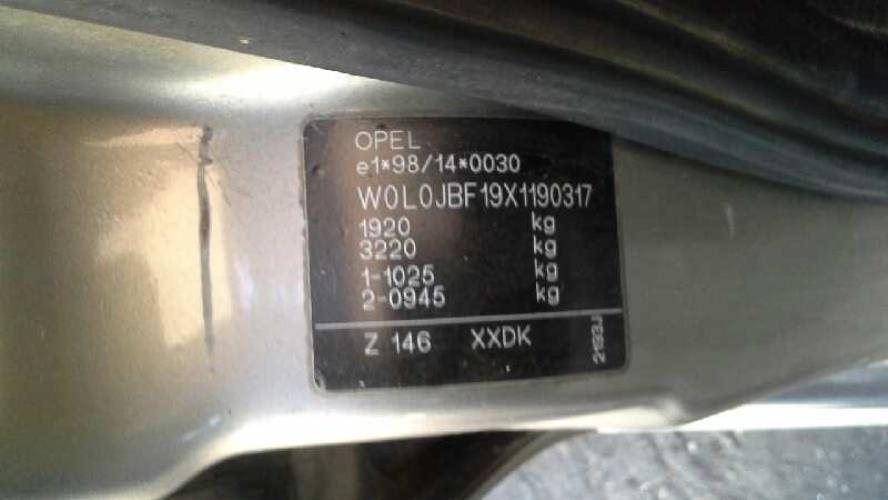 OPEL
e1*98/14*0030
W0L0JBF19X1190317
1920 kg
3220 kg
1-1025 kg
2-0945 kg
Z 146 XXDK
2193J